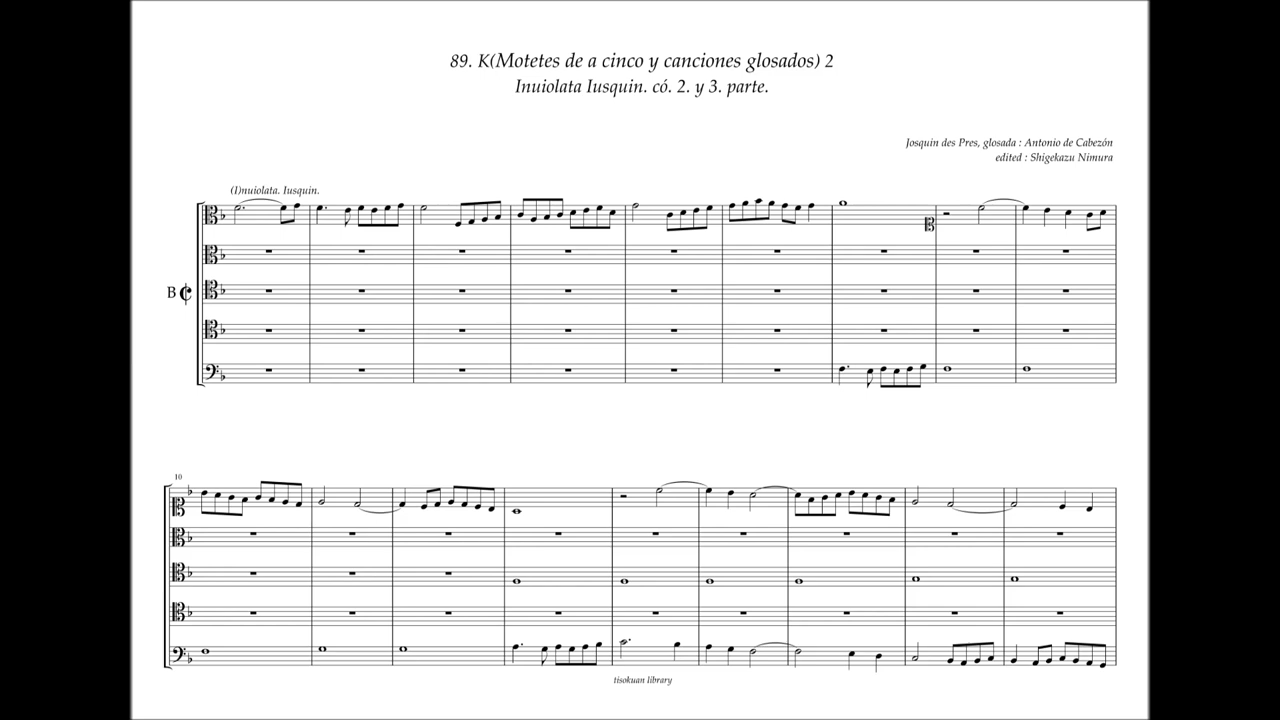 89. K(Motetes de a cinco y canciones glosados) 2
Inuiolata Iusquin. có. 2. y 3. parte.
Josquin des Pres, glosada : Antonio de Cabezón
edited : Shigekazu Nimura
(I)nuiolata. Iusquin.
B
10
tisokuan library